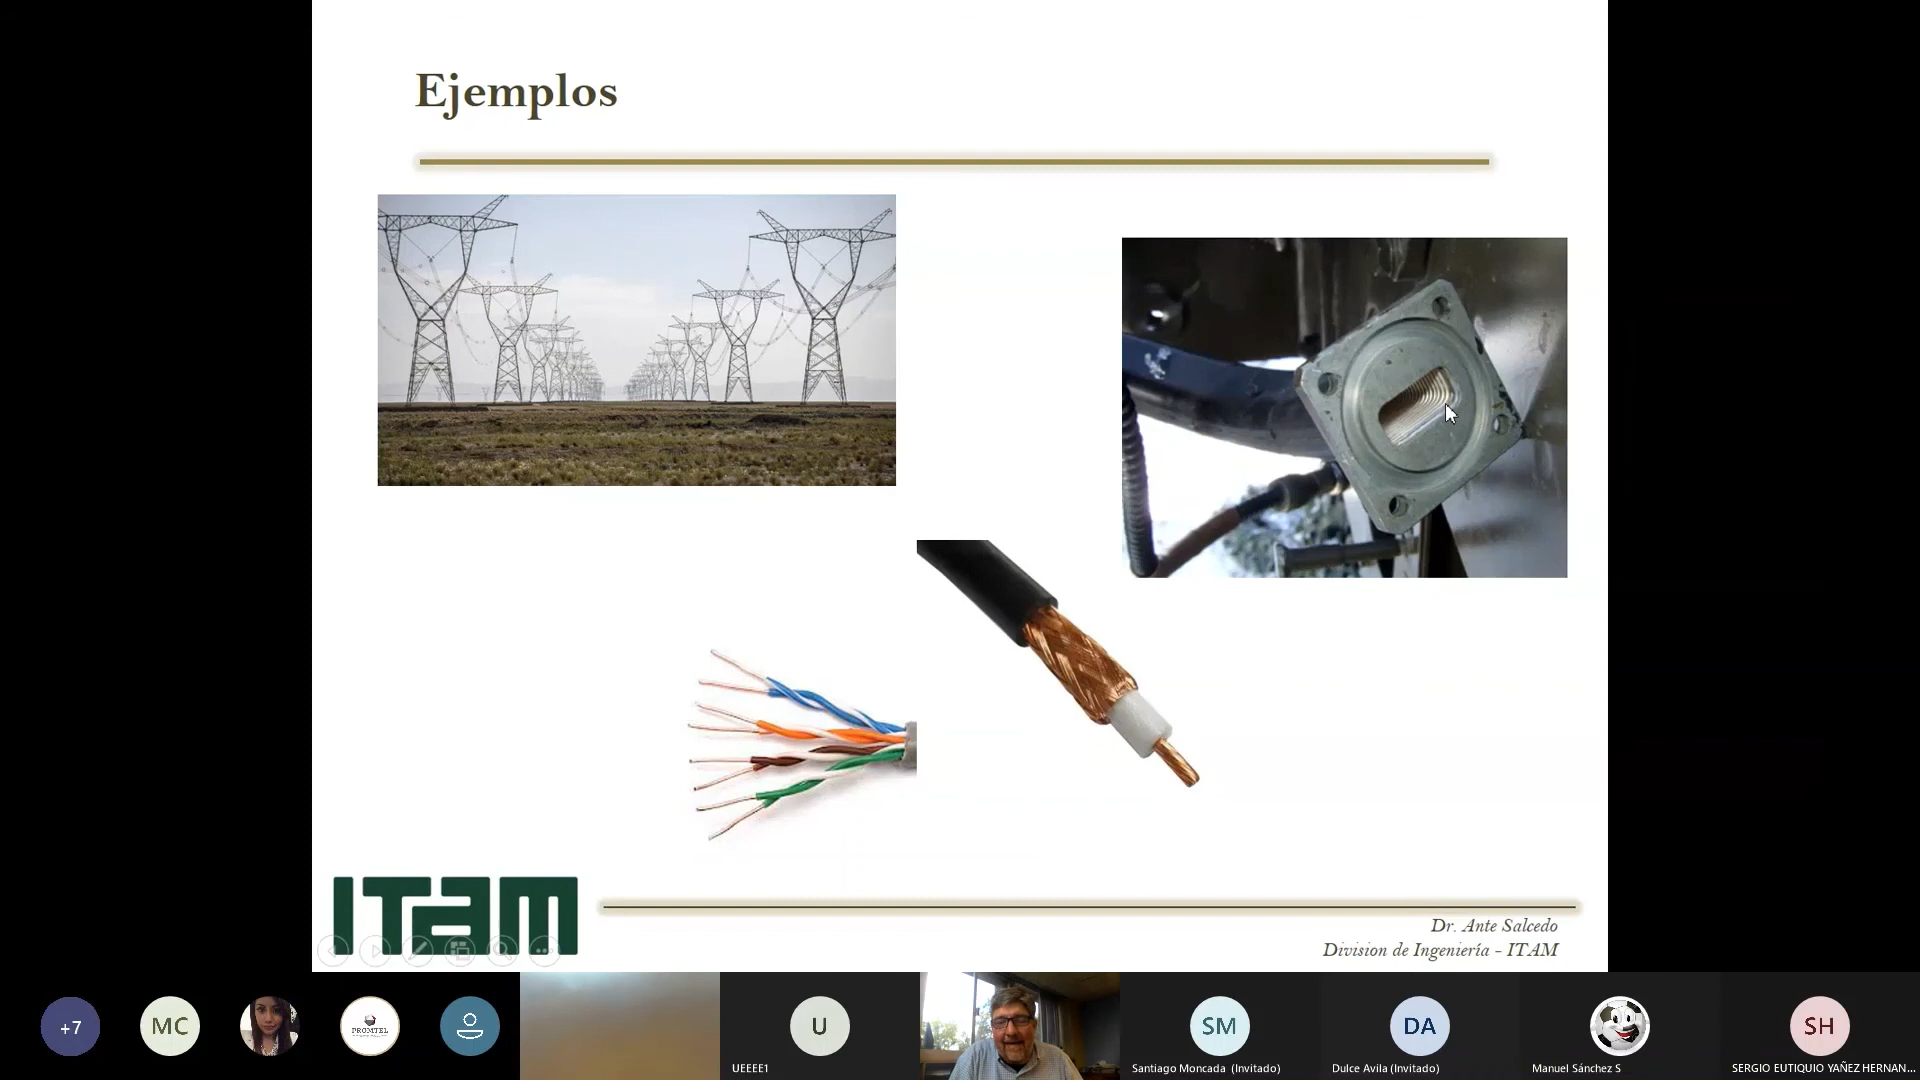 Ejemplos
ITAM
Dr. Ante Salcedo
Division de Ingeniería - ITAM
+7
MC
PROMTEL
U
UEEEE1
SM
Santiago Moncada (Invitado)
DA
Dulce Avila (Invitado)
Manuel Sánchez S
SH
SERGIO EUTIQUIO YAÑEZ HERNAN...